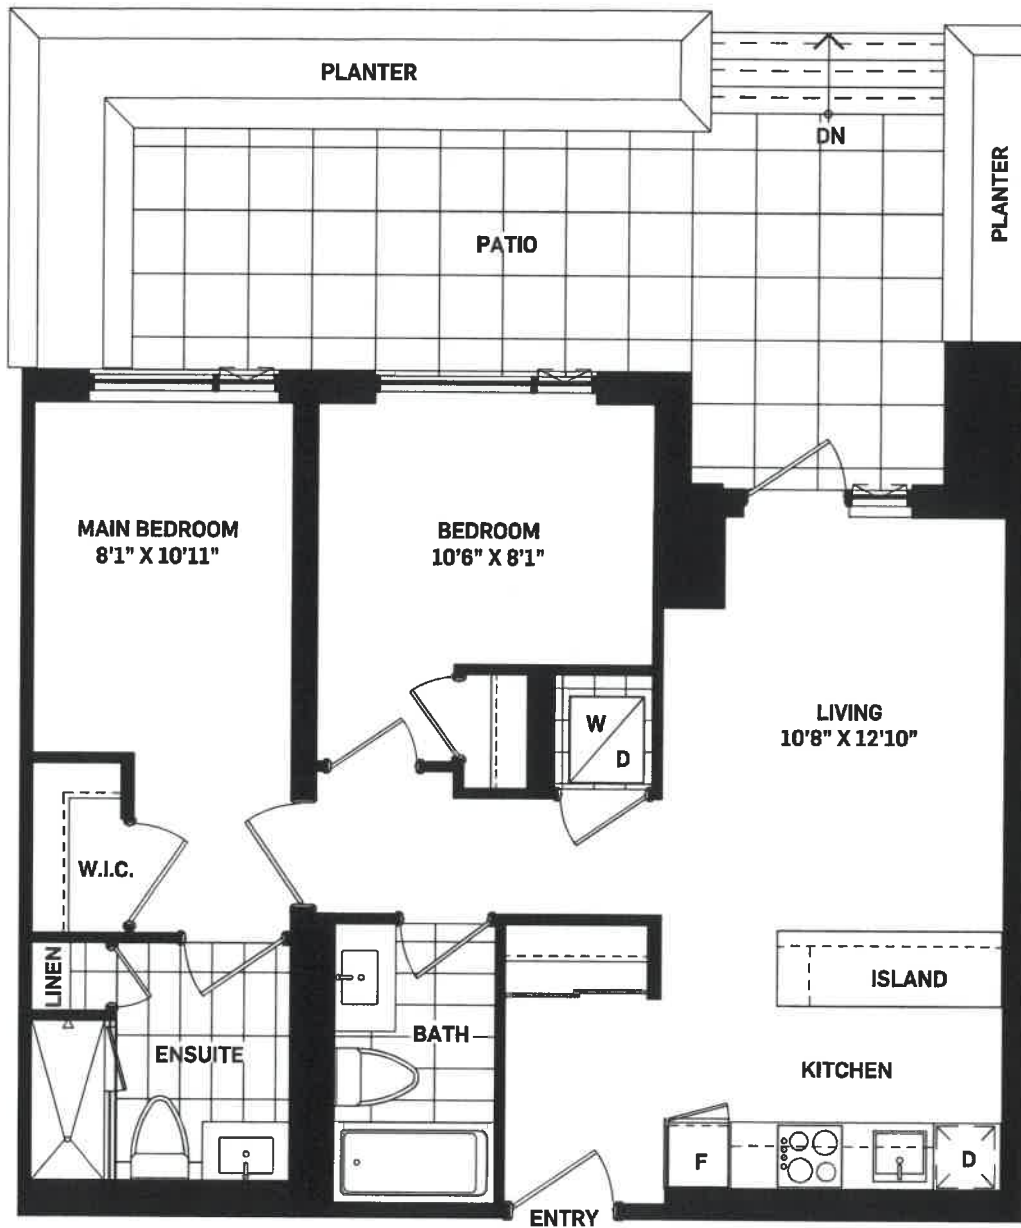 PLANTER
DN
PLANTER
PATIO
MAIN BEDROOM
8'1" X 10'11"
BEDROOM
10'6" X 8'1"
W
D
LIVING
10'8" X 12'10"
W.I.C.
LINEN
ISLAND
BATH
ENSUITE
KITCHEN
F
D
ENTRY